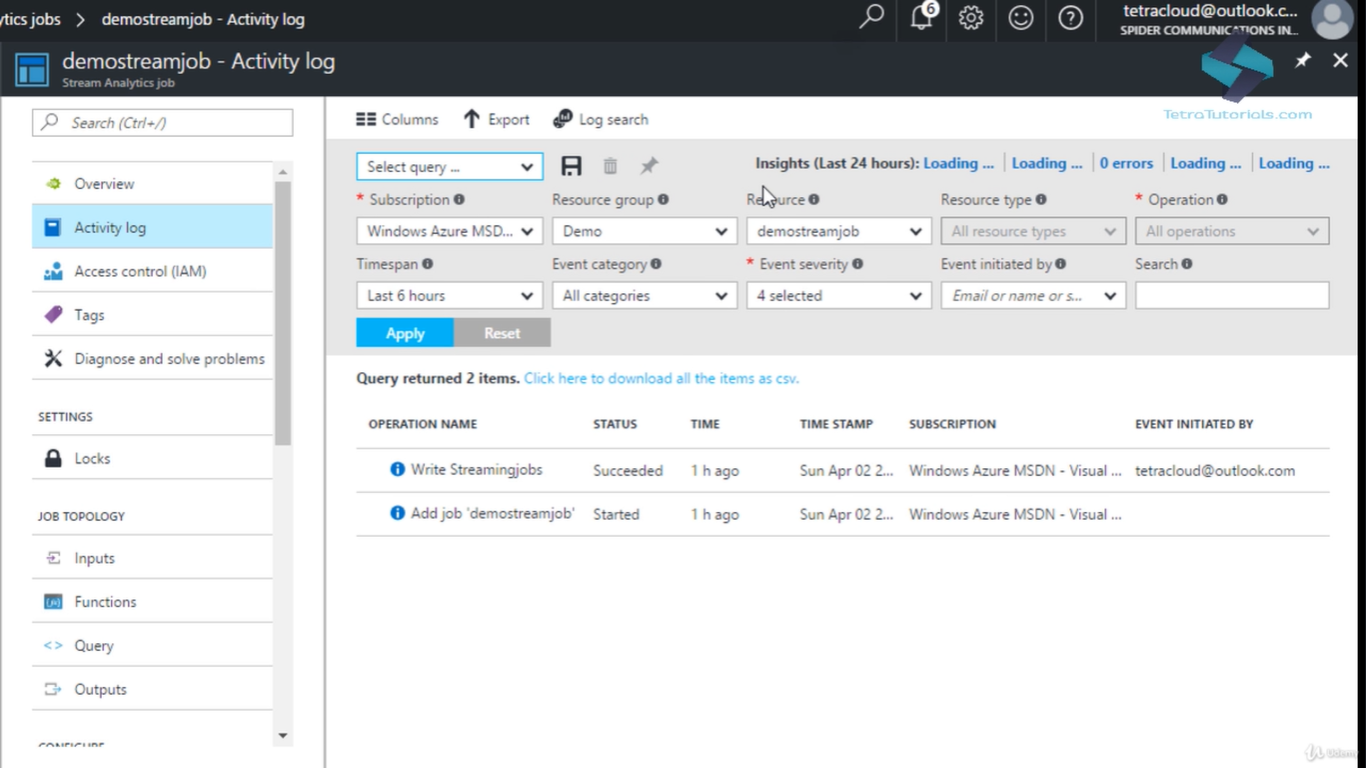 ytics jobs > demostreamjob - Activity log
6
tetracloud@outlook.c...
SPIDER COMMUNICATIONS IN...
demostreamjob - Activity log
Stream Analytics job
TetraTutorials.com
Search (Ctrl+/)
Overview
Activity log
Access control (IAM)
Tags
Diagnose and solve problems
SETTINGS
Locks
JOB TOPOLOGY
Inputs
Functions
Query
Outputs
CONFIGURE
Columns Export Log search
Select query ... Insights (Last 24 hours): Loading ... Loading ... 0 errors Loading ... Loading ...
* Subscription Resource group Resource Resource type * Operation
Windows Azure MSD... Demo demostreamjob All resource types All operations
Timespan Event category * Event severity Event initiated by Search
Last 6 hours All categories 4 selected Email or name or s...
Apply Reset
Query returned 2 items. Click here to download all the items as csv.
OPERATION NAME STATUS TIME TIME STAMP SUBSCRIPTION EVENT INITIATED BY
Write Streamingjobs Succeeded 1 h ago Sun Apr 02 2... Windows Azure MSDN - Visual ... tetracloud@outlook.com
Add job 'demostreamjob' Started 1 h ago Sun Apr 02 2... Windows Azure MSDN - Visual ...
Udemy